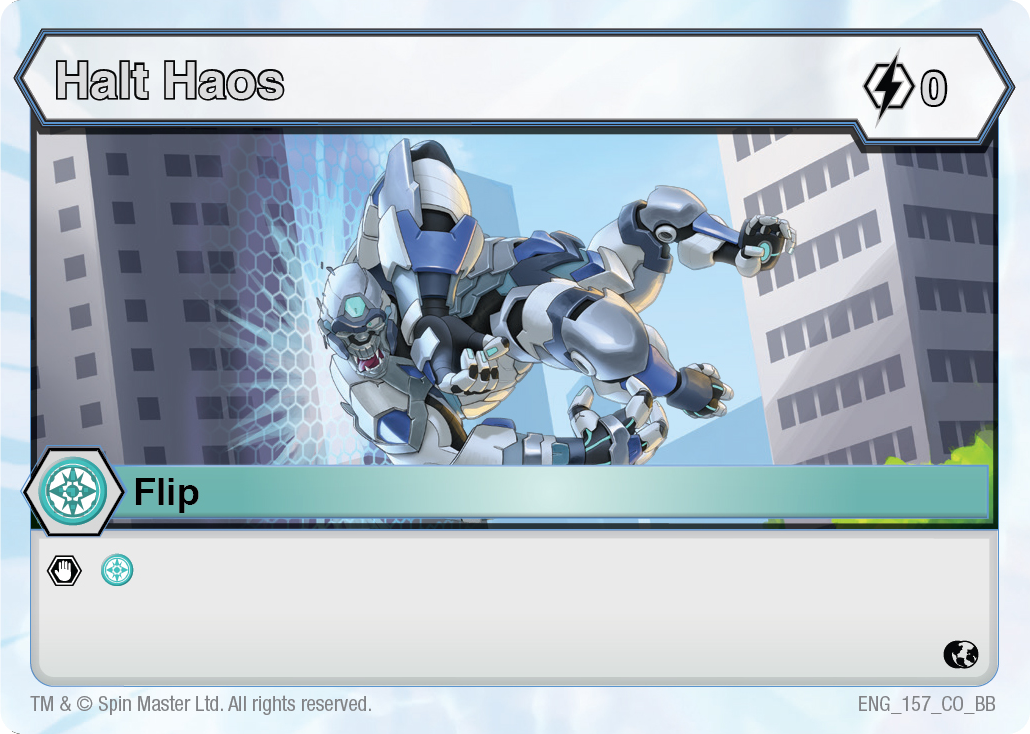 Halt Haos
0
Flip
TM & © Spin Master Ltd. All rights reserved.
ENG_157_CO_BB